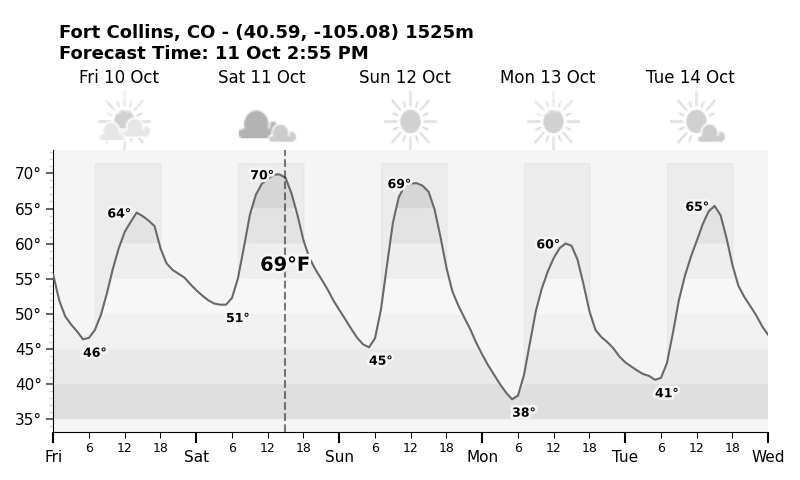 Fort Collins, CO - (40.59, -105.08) 1525m
Forecast Time: 11 Oct 2:55 PM
Fri 10 Oct Sat 11 Oct Sun 12 Oct Mon 13 Oct Tue 14 Oct
70°
65°
60°
55°
50°
45°
40°
35°
64° 70° 69° 60° 65°
69°F
46° 51° 45° 38° 41°
6 12 18 6 12 18 6 12 18 6 12 18 6 12 18
Fri Sat Sun Mon Tue Wed